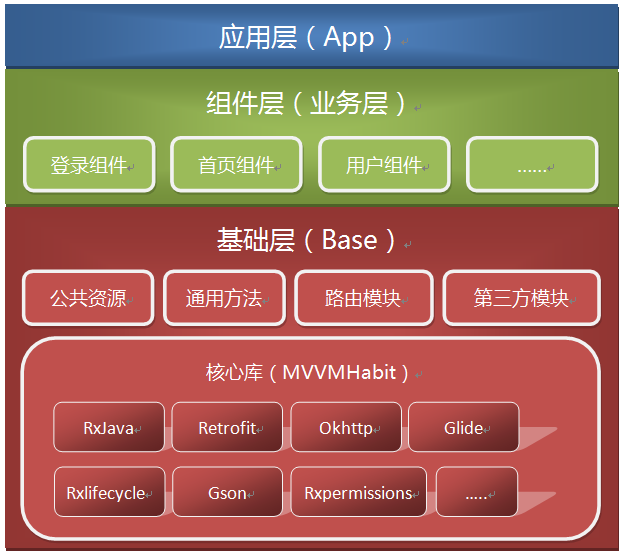 应用层（App）
组件层（业务层）
登录组件 首页组件 用户组件 ......
基础层（Base）
公共资源 通用方法 路由模块 第三方模块
核心库（MVVMHabit）
RxJava Retrofit Okhttp Glide
Rxlifecycle Gson Rxpermissions .....